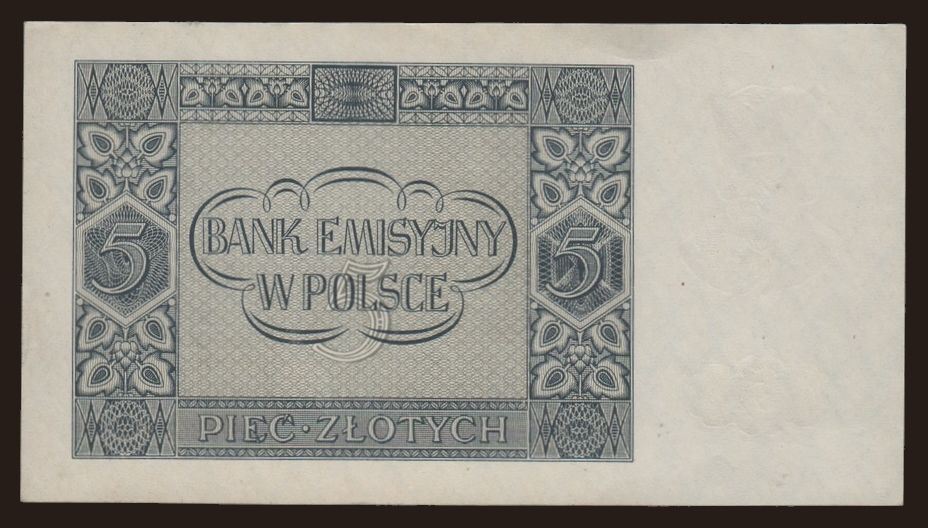 BANK EMISYJNY
5 5
W POLSCE
5
PIĘĆ · ZŁOTYCH